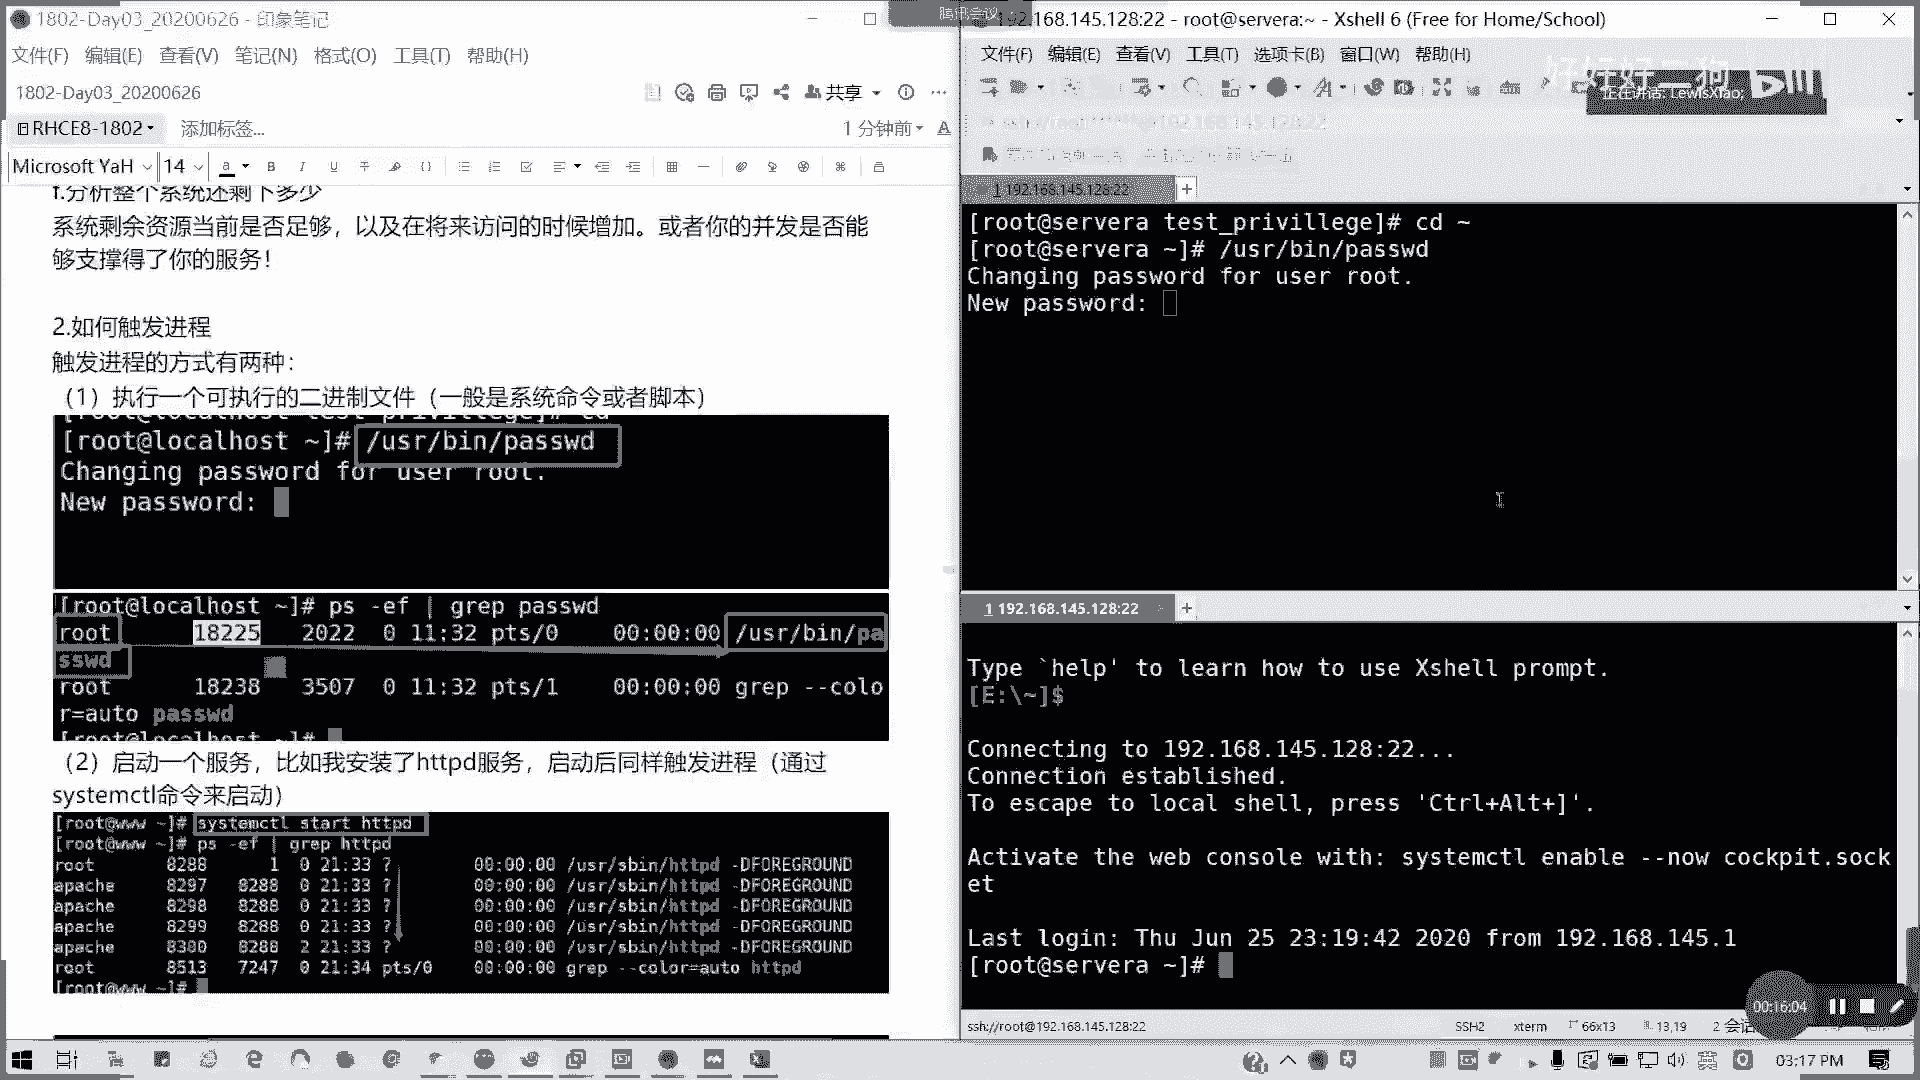 1802-Day03_20200626 - 印象笔记
文件(F) 编辑(E) 查看(V) 笔记(N) 格式(O) 工具(T) 帮助(H)
1802-Day03_20200626
共享
RHCE8-1802
添加标签...
1 分钟前
Microsoft YaH 14
1.分析整个系统还剩下多少
系统剩余资源当前是否足够，以及在将来访问的时候增加。或者你的并发是否能
够支撑得了你的服务！
2.如何触发进程
触发进程的方式有两种：
（1）执行一个可执行的二进制文件（一般是系统命令或者脚本）
[root@localhost ~]# /usr/bin/passwd
Changing password for user root.
New password:
[root@localhost ~]# ps -ef | grep passwd
root 18225 2022 0 11:32 pts/0 00:00:00 /usr/bin/pa
sswd
root 18238 3507 0 11:32 pts/1 00:00:00 grep --colo
r=auto passwd
[root@localhost ~]#
（2）启动一个服务，比如我安装了httpd服务，启动后同样触发进程（通过
systemctl命令来启动）
[root@www ~]# systemctl start httpd
[root@www ~]# ps -ef | grep httpd
root 8288 1 0 21:33 ? 00:00:00 /usr/sbin/httpd -DFOREGROUND
apache 8297 8288 0 21:33 ? 00:00:00 /usr/sbin/httpd -DFOREGROUND
apache 8298 8288 0 21:33 ? 00:00:00 /usr/sbin/httpd -DFOREGROUND
apache 8299 8288 0 21:33 ? 00:00:00 /usr/sbin/httpd -DFOREGROUND
apache 8300 8288 2 21:33 ? 00:00:00 /usr/sbin/httpd -DFOREGROUND
root 8513 7247 0 21:34 pts/0 00:00:00 grep --color=auto httpd
[root@www ~]#
腾讯会议
192.168.145.128:22 - root@servera:~ - Xshell 6 (Free for Home/School)
文件(F) 编辑(E) 查看(V) 工具(T) 选项卡(B) 窗口(W) 帮助(H)
好好好二狗
正在讲话: LewisXiao;
1 192.168.145.128:22
[root@servera test_privillege]# cd ~
[root@servera ~]# /usr/bin/passwd
Changing password for user root.
New password:
1 192.168.145.128:22
Type `help' to learn how to use Xshell prompt.
[E:\~]$
Connecting to 192.168.145.128:22...
Connection established.
To escape to local shell, press 'Ctrl+Alt+]'.
Activate the web console with: systemctl enable --now cockpit.sock
et
Last login: Thu Jun 25 23:19:42 2020 from 192.168.145.1
[root@servera ~]#
00:16:04
ssh://root@192.168.145.128:22 SSH2 xterm 66x13 13,19 2 会话
英
03:17 PM